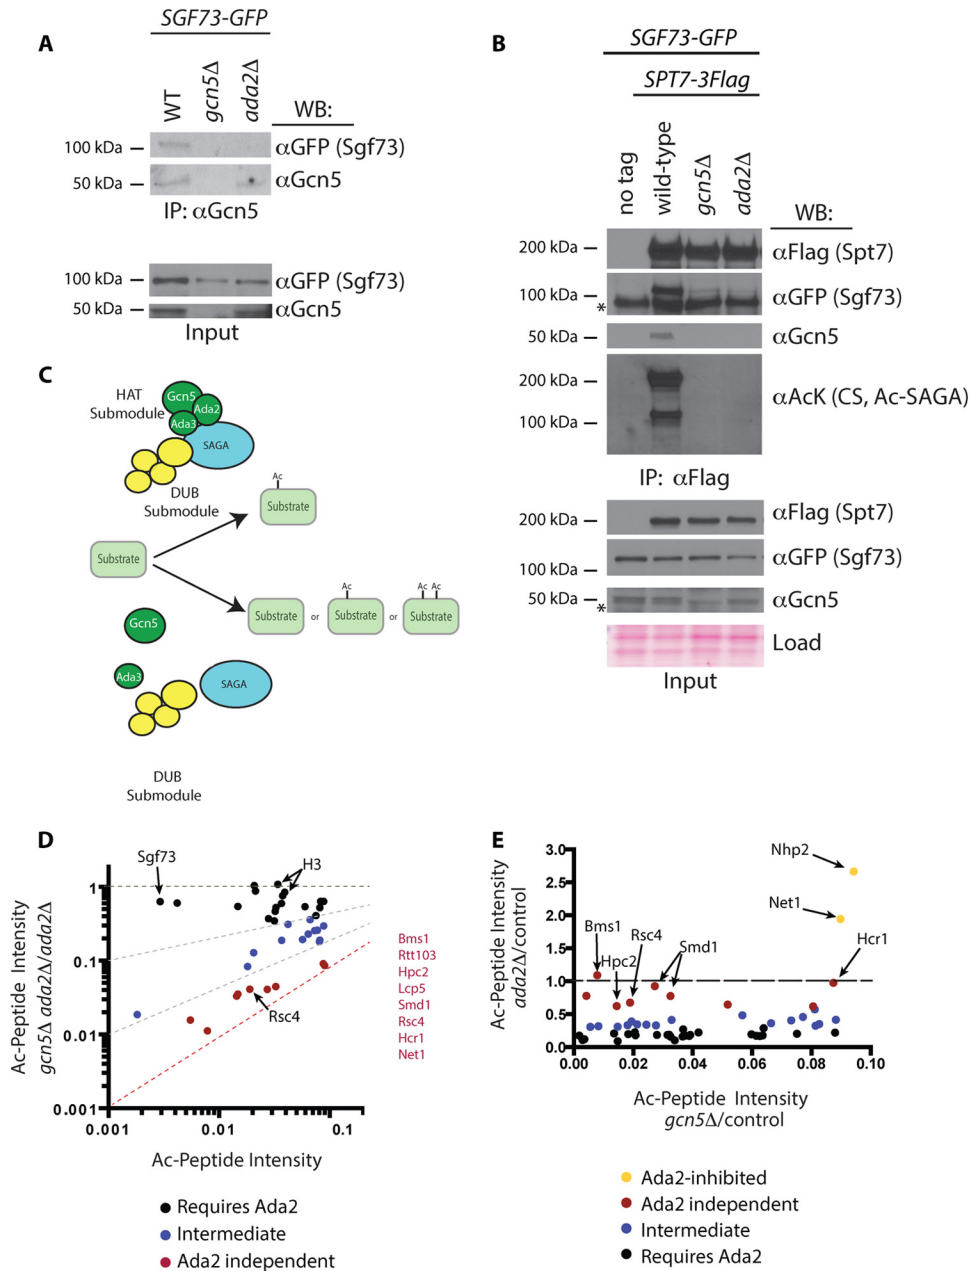 A
SGF73-GFP
WT
gcn5Δ
ada2Δ
WB:
100 kDa
αGFP (Sgf73)
50 kDa
αGcn5
IP: αGcn5
100 kDa
αGFP (Sgf73)
50 kDa
αGcn5
Input
B
SGF73-GFP
SPT7-3Flag
no tag
wild-type
gcn5Δ
ada2Δ
WB:
200 kDa
αFlag (Spt7)
100 kDa
*
αGFP (Sgf73)
50 kDa
αGcn5
200 kDa
αAcK (CS, Ac-SAGA)
100 kDa
IP: αFlag
200 kDa
αFlag (Spt7)
100 kDa
αGFP (Sgf73)
50 kDa
*
αGcn5
Load
Input
C
HAT
Submodule
Gcn5
Ada2
Ada3
SAGA
DUB
Submodule
Ac
Substrate
Substrate
Ac
Ac Ac
Substrate or Substrate or Substrate
Gcn5
Ada3
SAGA
DUB
Submodule
D
Ac-Peptide Intensity
gcn5Δ ada2Δ/ada2Δ
1
0.1
0.01
0.001
Sgf73
H3
Rsc4
Bms1
Rtt103
Hpc2
Lcp5
Smd1
Rsc4
Hcr1
Net1
0.001 0.01 0.1
Ac-Peptide Intensity
Requires Ada2
Intermediate
Ada2 independent
E
Ac-Peptide Intensity
ada2Δ/control
3.0
2.5
2.0
1.5
1.0
0.5
0.0
Nhp2
Net1
Bms1
Hpc2
Rsc4
Smd1
Hcr1
0.00 0.02 0.04 0.06 0.08 0.10
Ac-Peptide Intensity
gcn5Δ/control
Ada2-inhibited
Ada2 independent
Intermediate
Requires Ada2